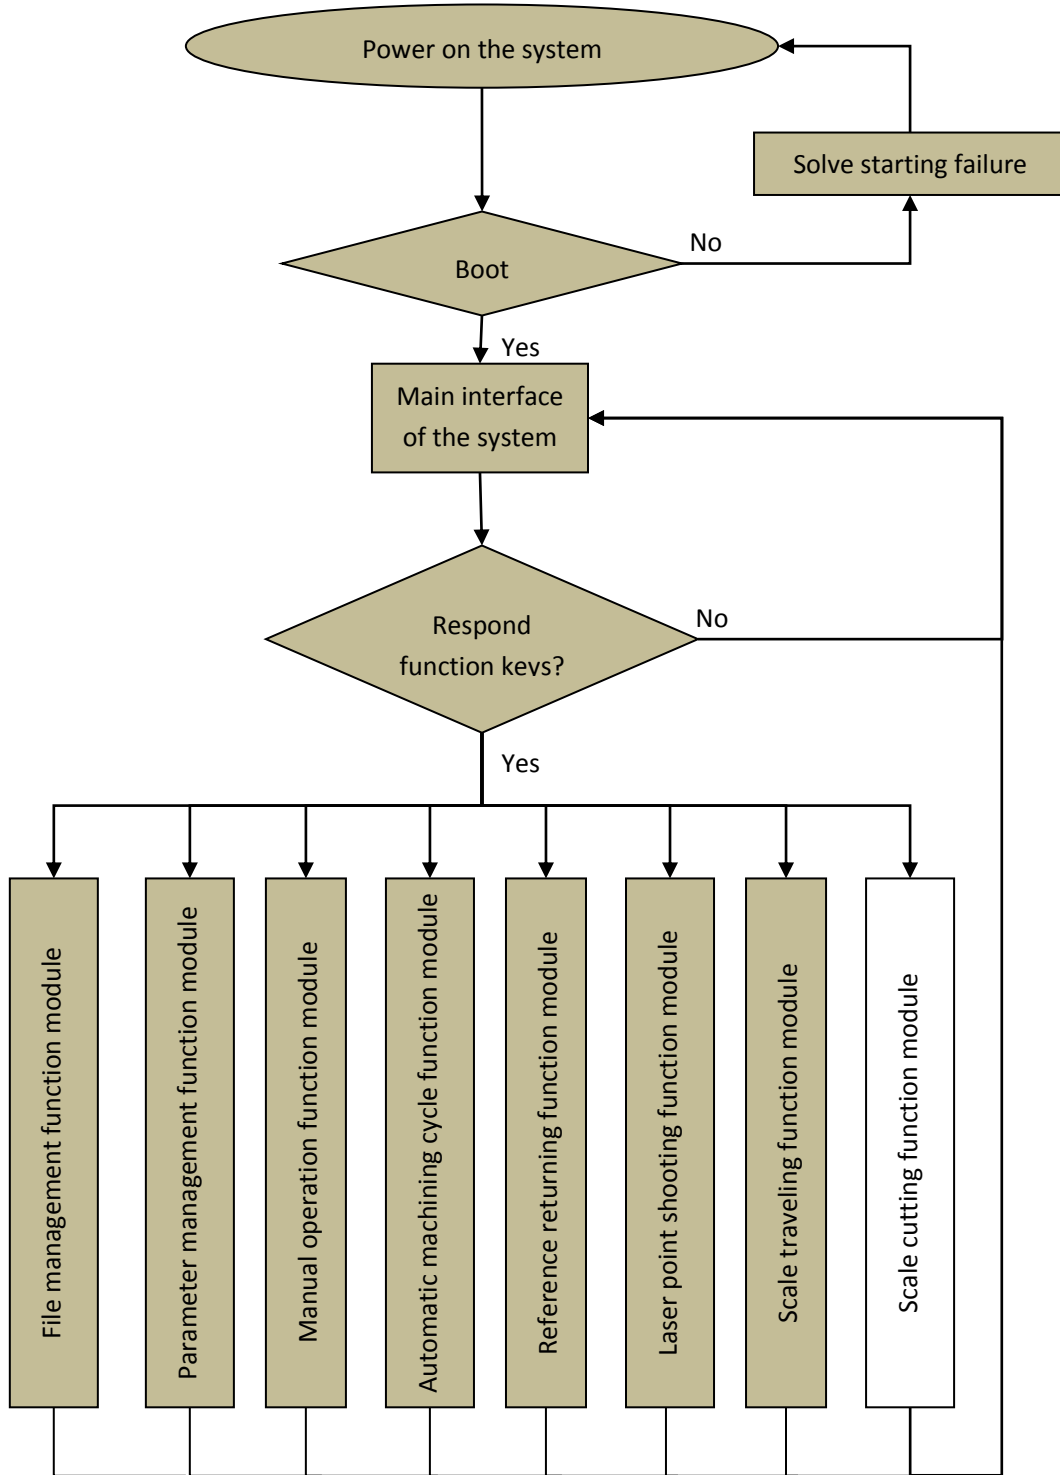 Power on the system
Solve starting failure
No
Boot
Yes
Main interface
of the system
No
Respond
function kevs?
Yes
File management function module
Parameter management function module
Manual operation function module
Automatic machining cycle function module
Reference returning function module
Laser point shooting function module
Scale traveling function module
Scale cutting function module